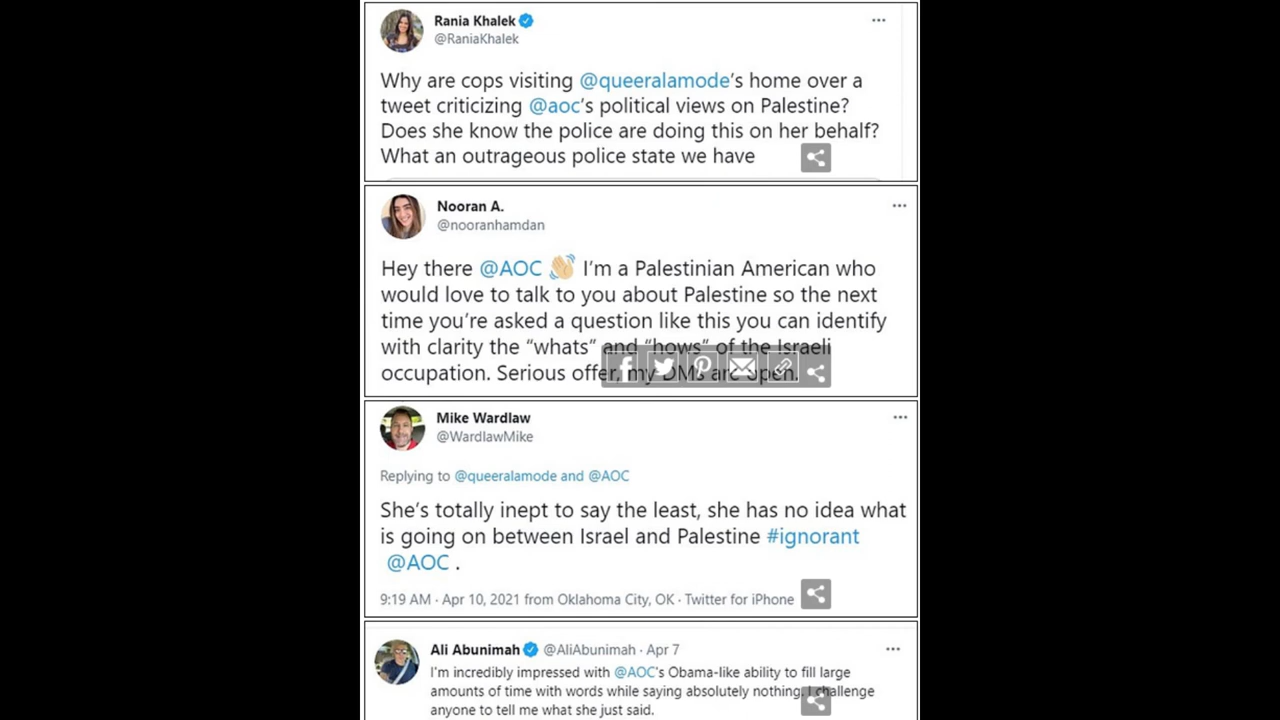 Rania Khalek
@RaniaKhalek
Why are cops visiting @queeralamode's home over a
tweet criticizing @aoc's political views on Palestine?
Does she know the police are doing this on her behalf?
What an outrageous police state we have
Nooran A.
@nooranhamdan
Hey there @AOC 👋🏼 I'm a Palestinian American who
would love to talk to you about Palestine so the next
time you're asked a question like this you can identify
with clarity the “whats” and “hows” of the Israeli
occupation. Serious offer, my DMs are open.
Mike Wardlaw
@WardlawMike
Replying to @queeralamode and @AOC
She's totally inept to say the least, she has no idea what
is going on between Israel and Palestine #ignorant
@AOC .
9:19 AM · Apr 10, 2021 from Oklahoma City, OK · Twitter for iPhone
Ali Abunimah @AliAbunimah · Apr 7
I'm incredibly impressed with @AOC's Obama-like ability to fill large
amounts of time with words while saying absolutely nothing. I challenge
anyone to tell me what she just said.